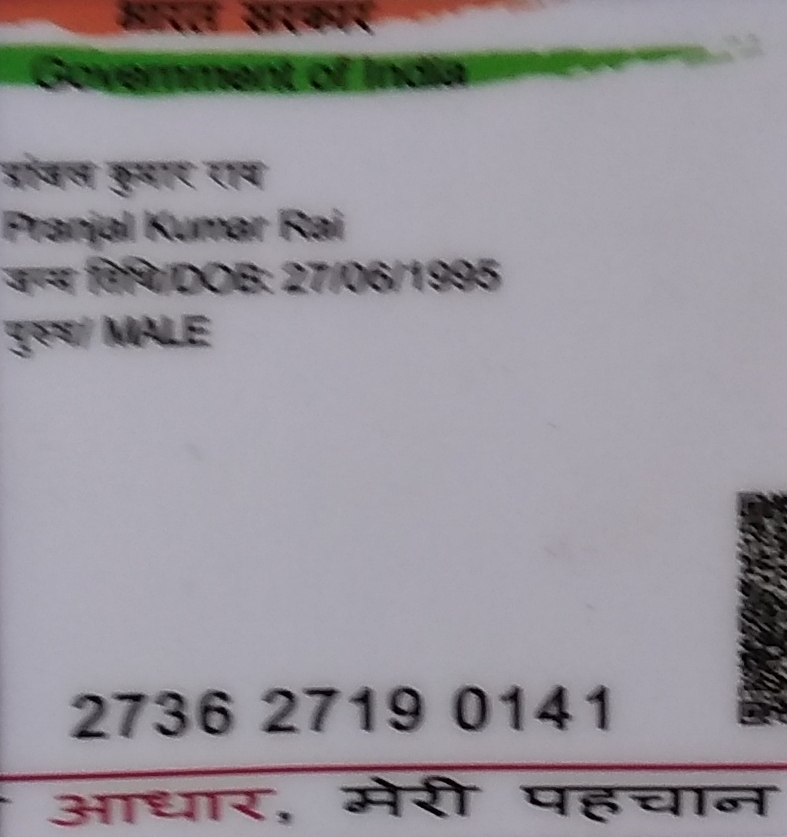 भारत सरकार
Government of India
कुमार राय
Pranjal Kumar Rai
जन्म तिथि/DOB: 27/06/1995
पुरुष/ MALE
2736 2719 0141
आधार, मेरी पहचान